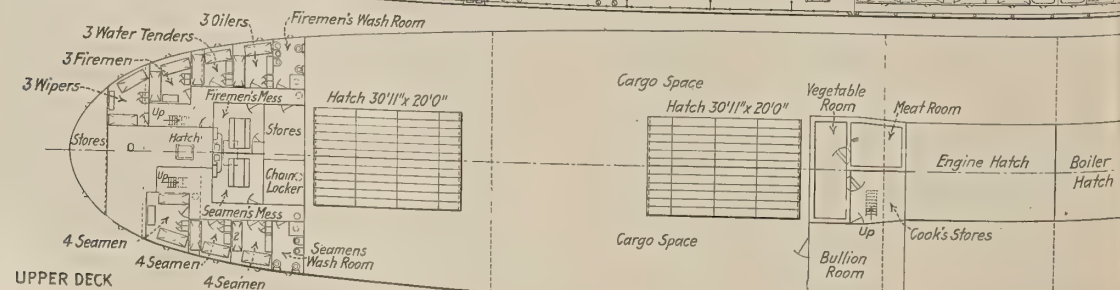 Firemen's Wash Room
3 Oilers
3 Water Tenders
3 Firemen
3 Wipers
Firemen's Mess
Up
Hatch
Stores
Stores
Up
Chain
Locker
Seamen's Mess
4 Seamen
4 Seamen
4 Seamen
Seamens
Wash Room
UPPER DECK
Hatch 30'11" x 20'0"
Cargo Space
Hatch 30'11" x 20'0"
Cargo Space
Vegetable
Room
Meat Room
Engine Hatch
Boiler
Hatch
Up
Cook's Stores
Bullion
Room